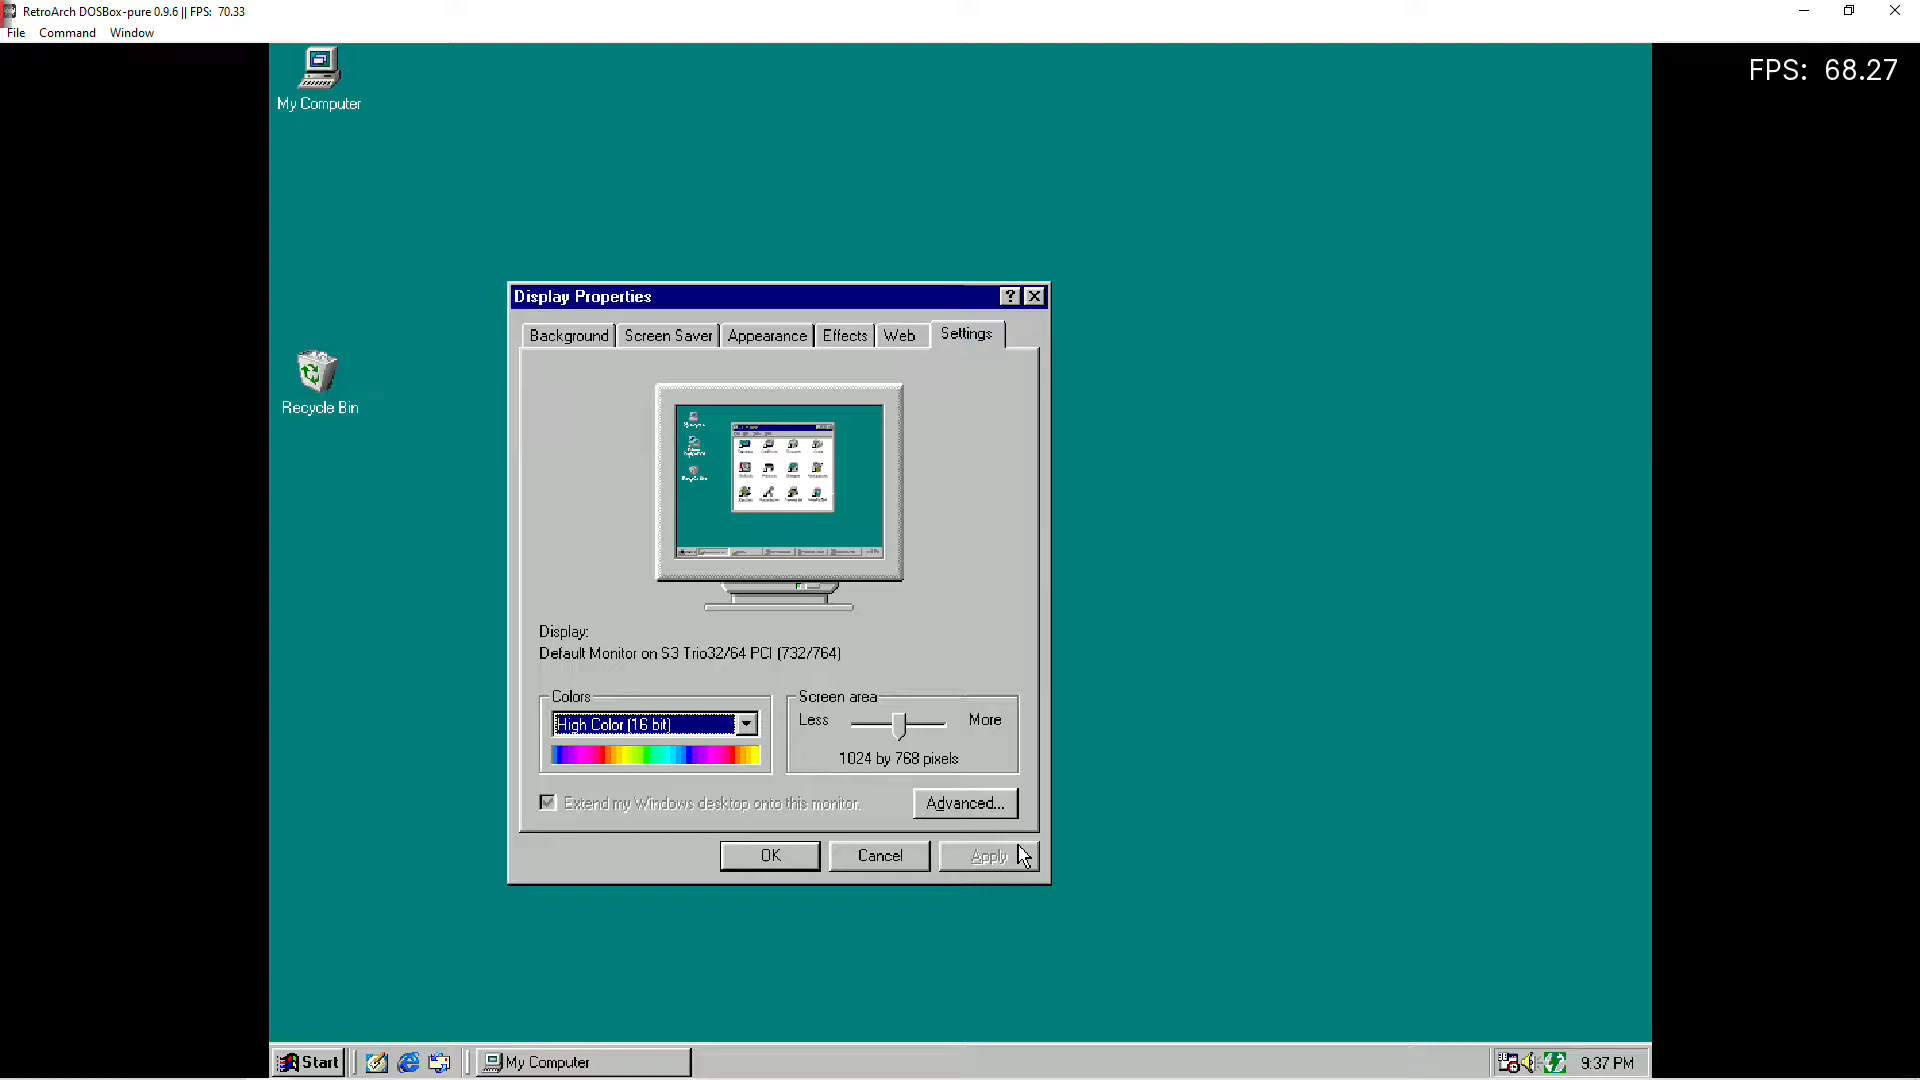 RetroArch DOSBox-pure 0.9.6 || FPS: 70.33
File Command Window
FPS: 68.27
My Computer
Recycle Bin
Display Properties
Background Screen Saver Appearance Effects Web Settings
Display:
Default Monitor on S3 Trio32/64 PCI (732/764)
Colors
High Color (16 bit)
Screen area
Less More
1024 by 768 pixels
Extend my Windows desktop onto this monitor.
Advanced...
OK Cancel Apply
Start My Computer 9:37 PM